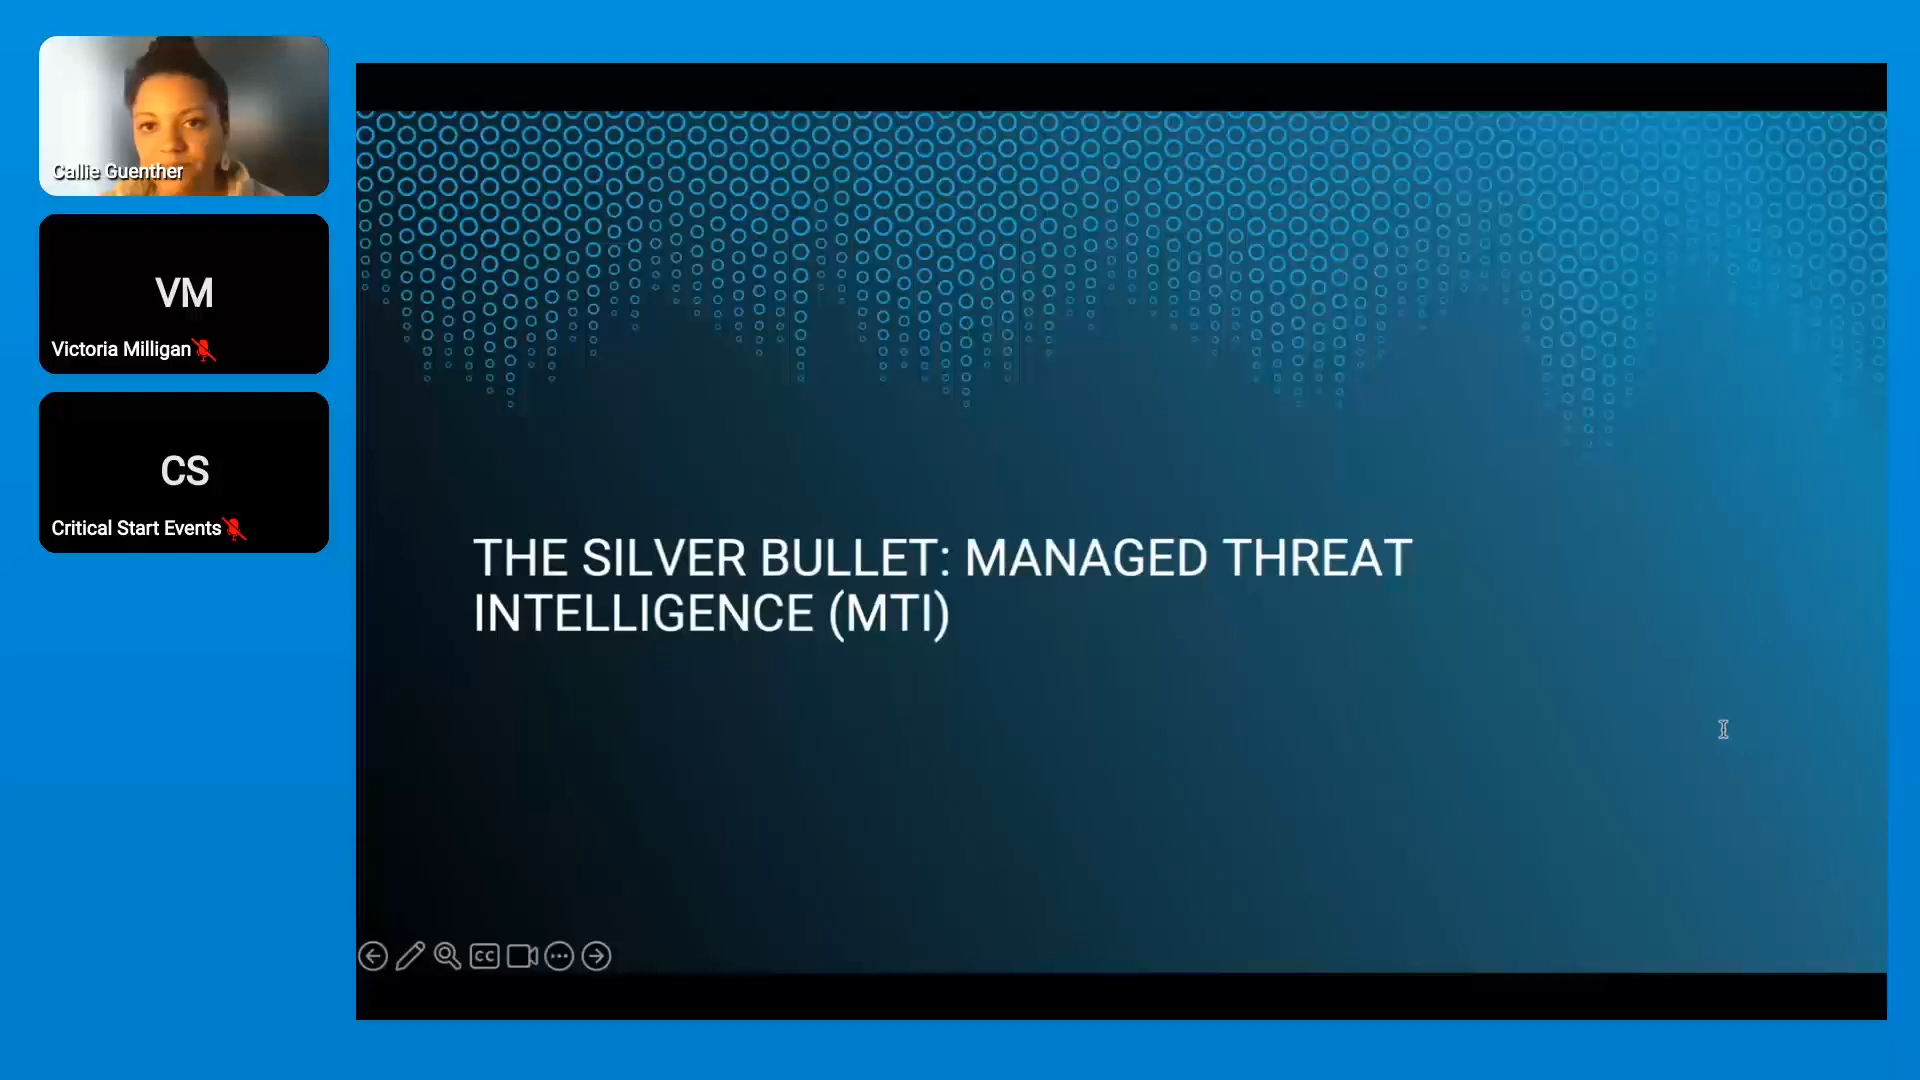 Callie Guenther
VM
Victoria Milligan
CS
Critical Start Events
THE SILVER BULLET: MANAGED THREAT
INTELLIGENCE (MTI)
CC